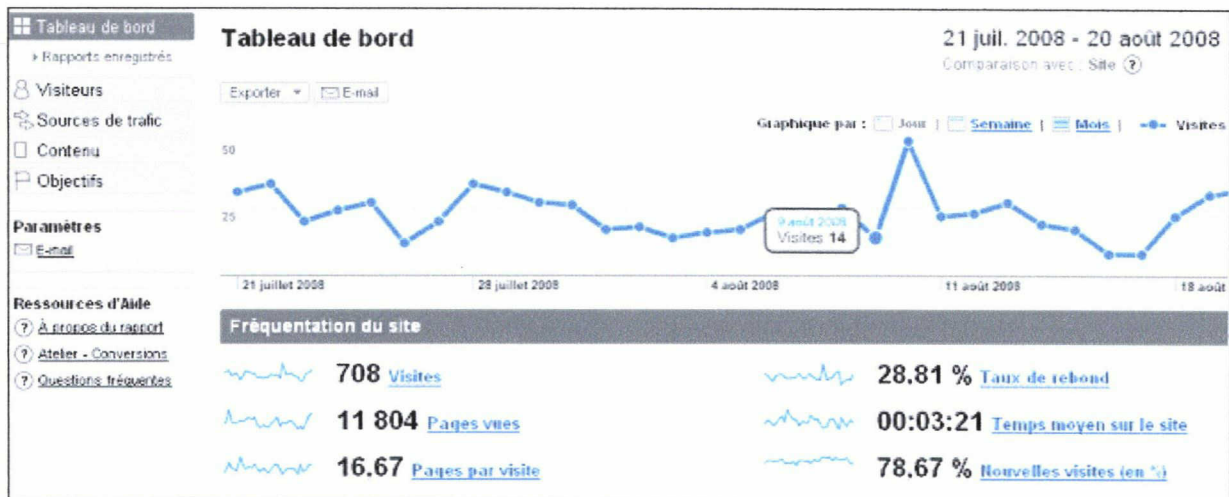 Tableau de bord
Rapports enregistrés
Visiteurs
Sources de trafic
Contenu
Objectifs
Paramètres
E-mail
Ressources d'Aide
À propos du rapport
Atelier - Conversions
Questions fréquentes
Tableau de bord
21 juil. 2008 - 20 août 2008
Comparaison avec : Site ?
Exporter E-mail
Graphique par : Jour | Semaine | Mois | Visites
50
25
9 août 2008
Visites 14
21 juillet 2008 28 juillet 2008 4 août 2008 11 août 2008 18 août
Fréquentation du site
708 Visites
11 804 Pages vues
16.67 Pages par visite
28.81 % Taux de rebond
00:03:21 Temps moyen sur le site
78.67 % Nouvelles visites (en %)